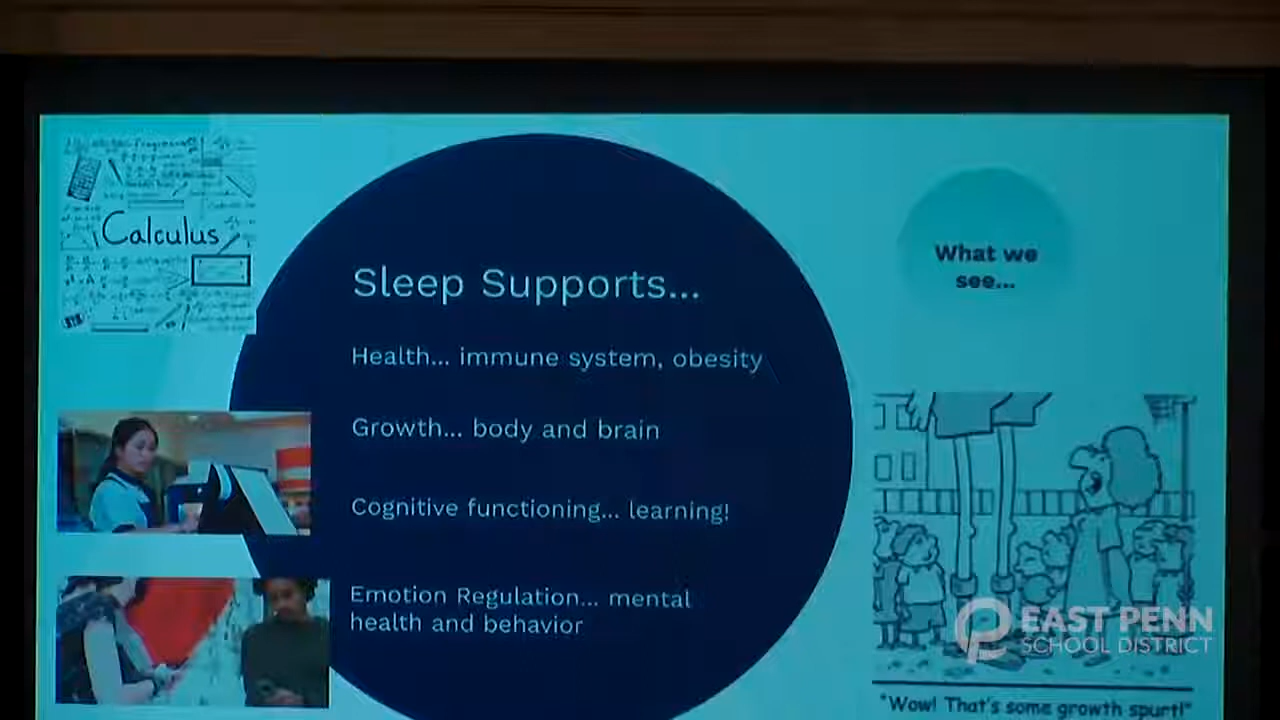 Calculus
Sleep Supports...
Health... immune system, obesity
Growth... body and brain
Cognitive functioning... learning!
Emotion Regulation... mental
health and behavior
What we
see...
EAST PENN
SCHOOL DISTRICT
"Wow! That's some growth spurt!"